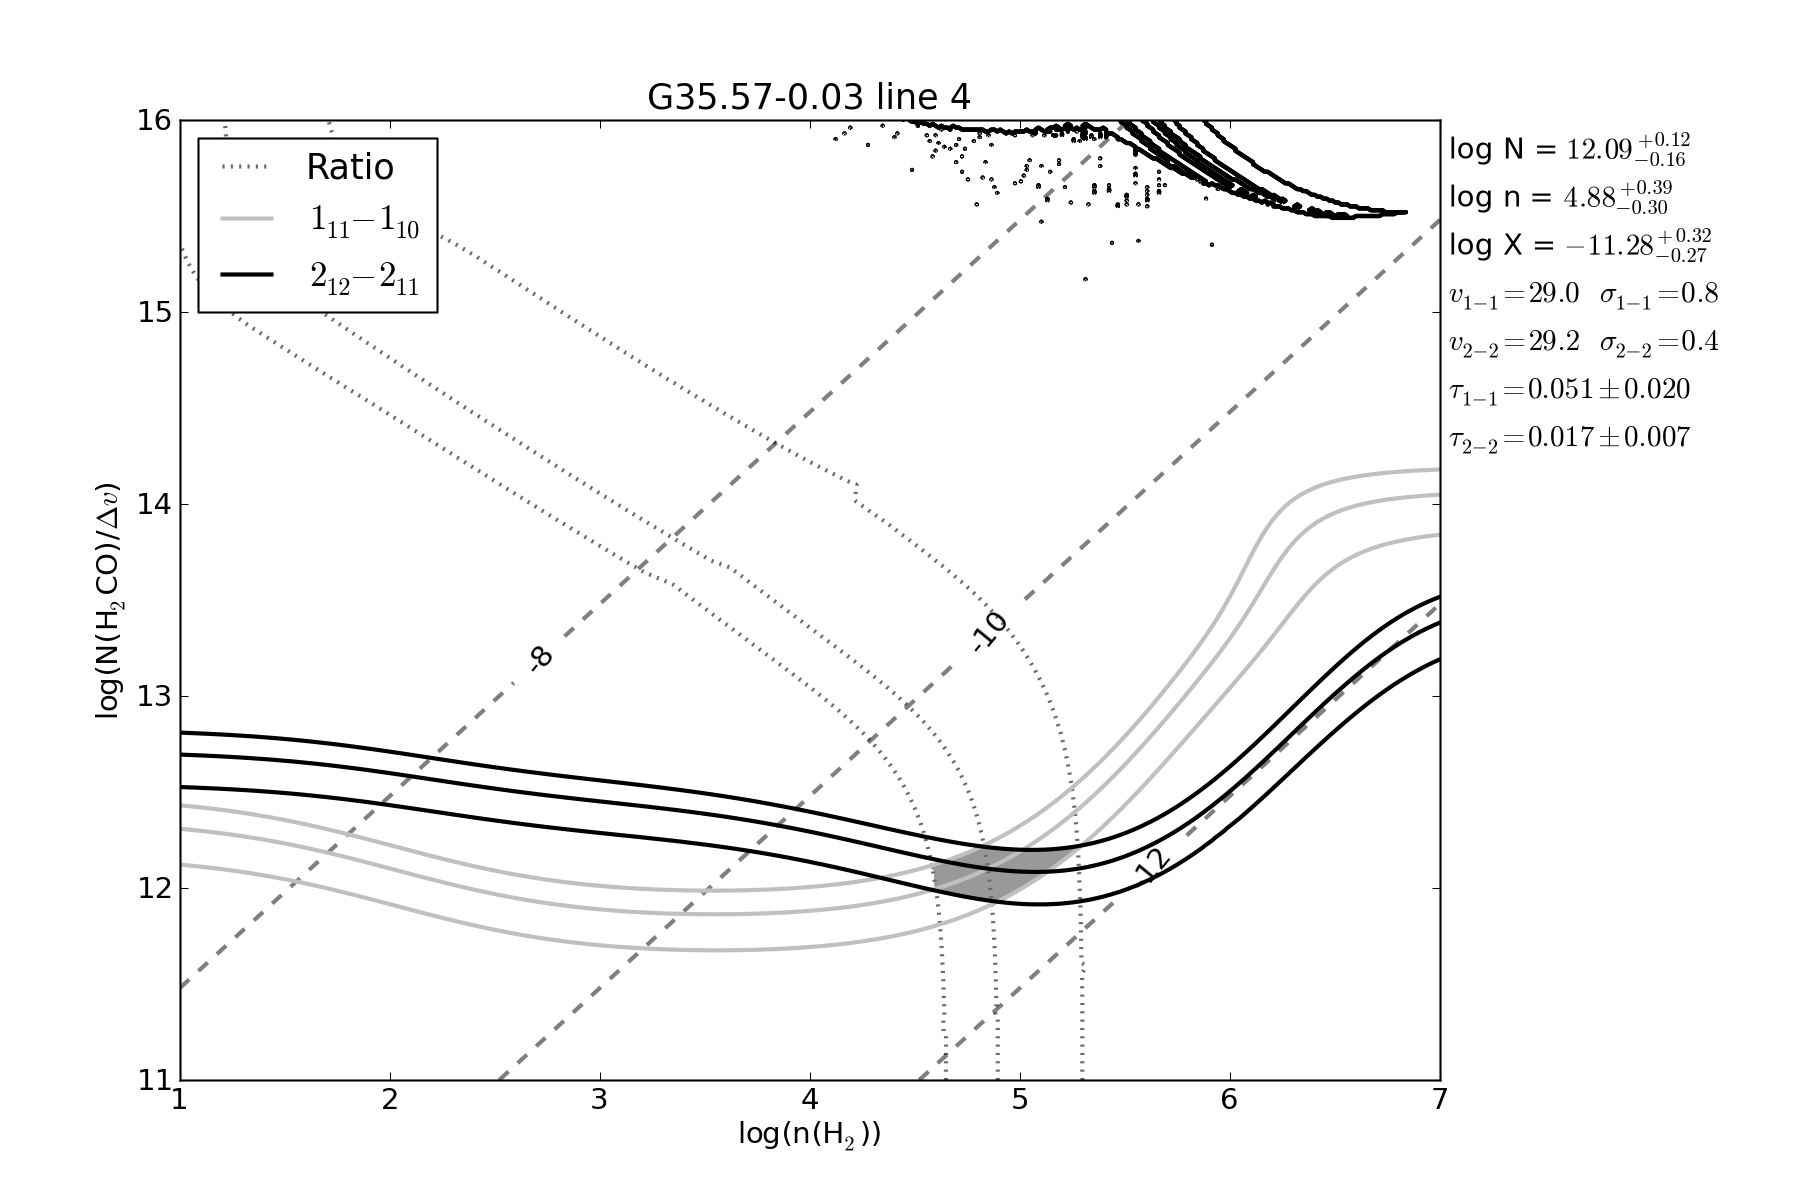 G35.57-0.03 line 4
Ratio
1₁₁−1₁₀
2₁₂−2₁₁
log N = 12.09 +0.12 −0.16
log n = 4.88 +0.39 −0.30
log X = −11.28 +0.32 −0.27
v₁₋₁=29.0 σ₁₋₁=0.8
v₂₋₂=29.2 σ₂₋₂=0.4
τ₁₋₁=0.051±0.020
τ₂₋₂=0.017±0.007
16
15
14
13
12
11
log(N(H₂CO)/Δv)
-8
-10
12
1 2 3 4 5 6 7
log(n(H₂))